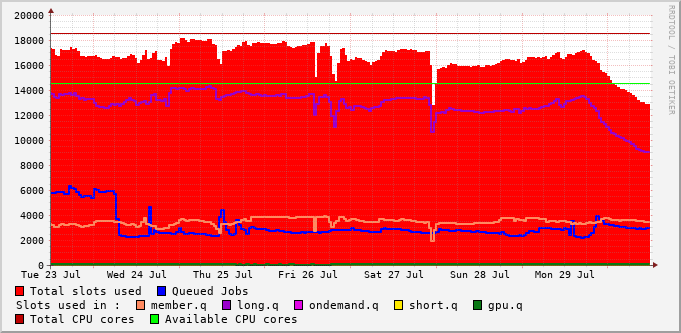 20000
18000
16000
14000
12000
10000
8000
6000
4000
2000
0
Tue 23 Jul Wed 24 Jul Thu 25 Jul Fri 26 Jul Sat 27 Jul Sun 28 Jul Mon 29 Jul
Total slots used Queued Jobs
Slots used in : member.q long.q ondemand.q short.q gpu.q
Total CPU cores Available CPU cores
RRDTOOL / TOBI OETIKER